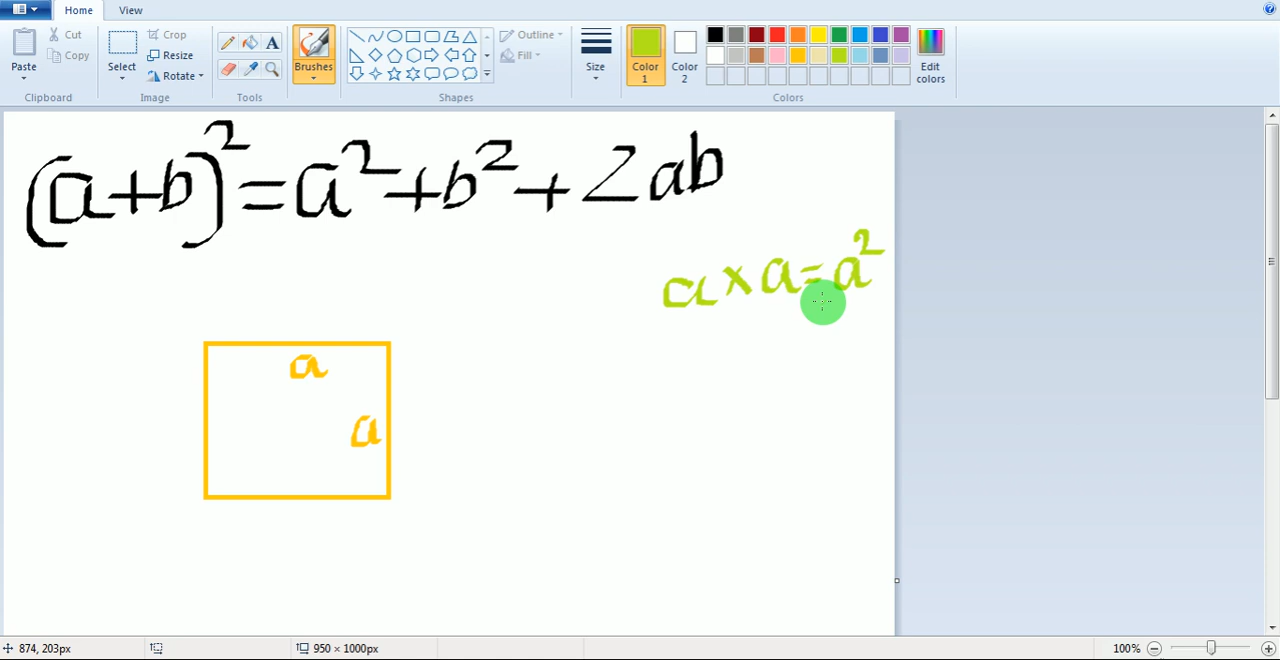 Home View
Cut
Copy
Paste
Clipboard
Select
Crop
Resize
Rotate
Image
A
Tools
Brushes
Outline
Fill
Shapes
Size
Color 1
Color 2
Edit colors
Colors
(a+b)²=a²+b²+2ab
a×a=a²
a
a
874, 203px
950 × 1000px
100%